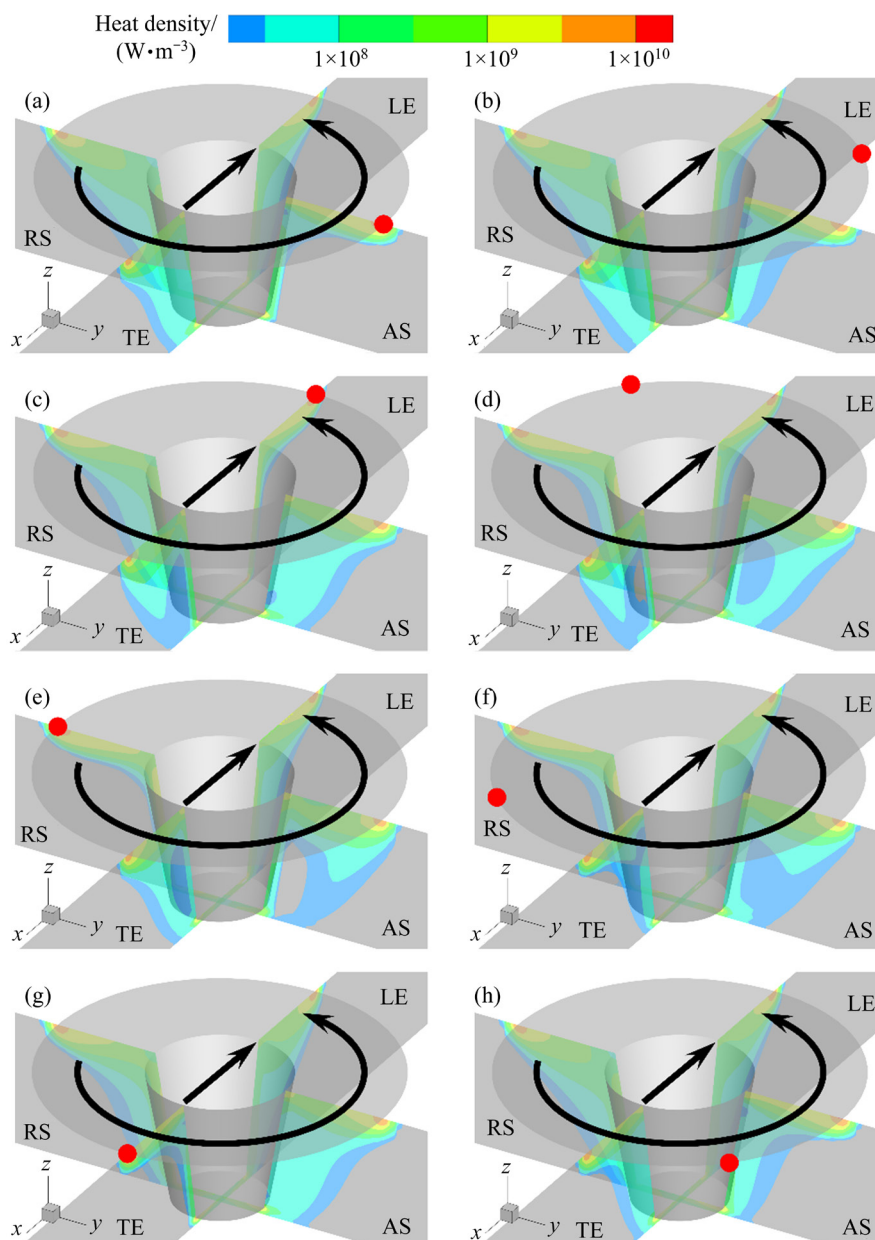 Heat density/
(W·m⁻³)
1×10⁸ 1×10⁹ 1×10¹⁰
(a) LE
RS
z
x y TE AS
(b) LE
RS
z
x y TE AS
(c) LE
RS
z
x y TE AS
(d) LE
RS
z
x y TE AS
(e) LE
RS
z
x y TE AS
(f) LE
RS
z
x y TE AS
(g) LE
RS
z
x y TE AS
(h) LE
RS
z
x y TE AS